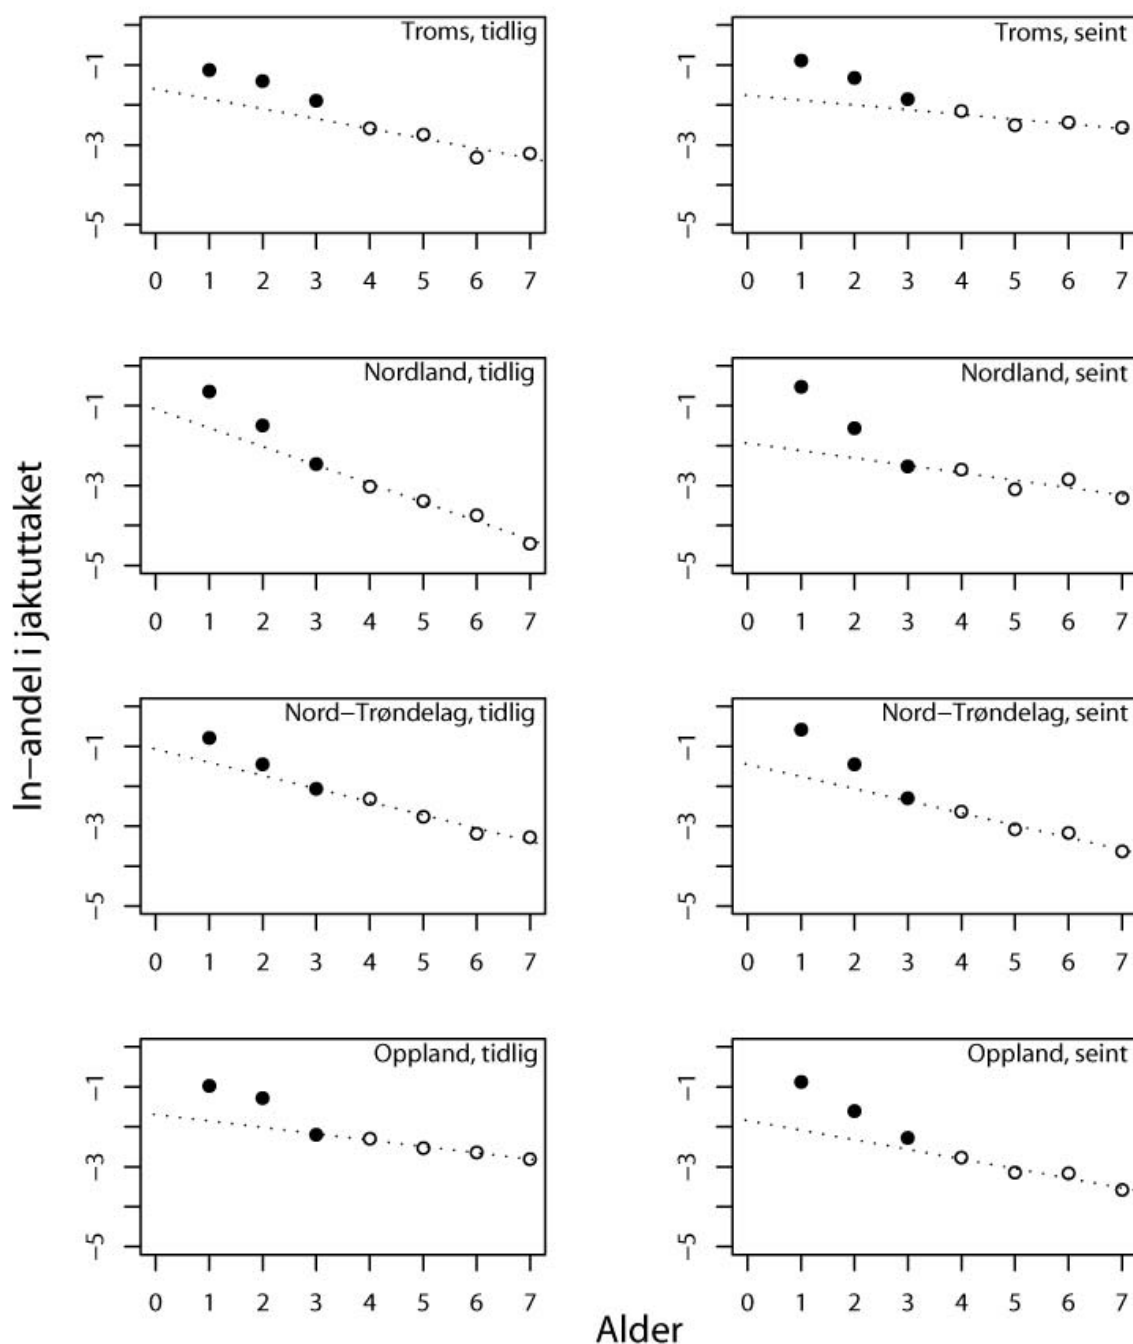 Troms, tidlig
−1
−3
−5
0 1 2 3 4 5 6 7
Troms, seint
−1
−3
−5
0 1 2 3 4 5 6 7
Nordland, tidlig
−1
−3
−5
0 1 2 3 4 5 6 7
Nordland, seint
−1
−3
−5
0 1 2 3 4 5 6 7
ln−andel i jaktuttaket
Nord−Trøndelag, tidlig
−1
−3
−5
0 1 2 3 4 5 6 7
Nord−Trøndelag, seint
−1
−3
−5
0 1 2 3 4 5 6 7
Oppland, tidlig
−1
−3
−5
0 1 2 3 4 5 6 7
Oppland, seint
−1
−3
−5
0 1 2 3 4 5 6 7
Alder